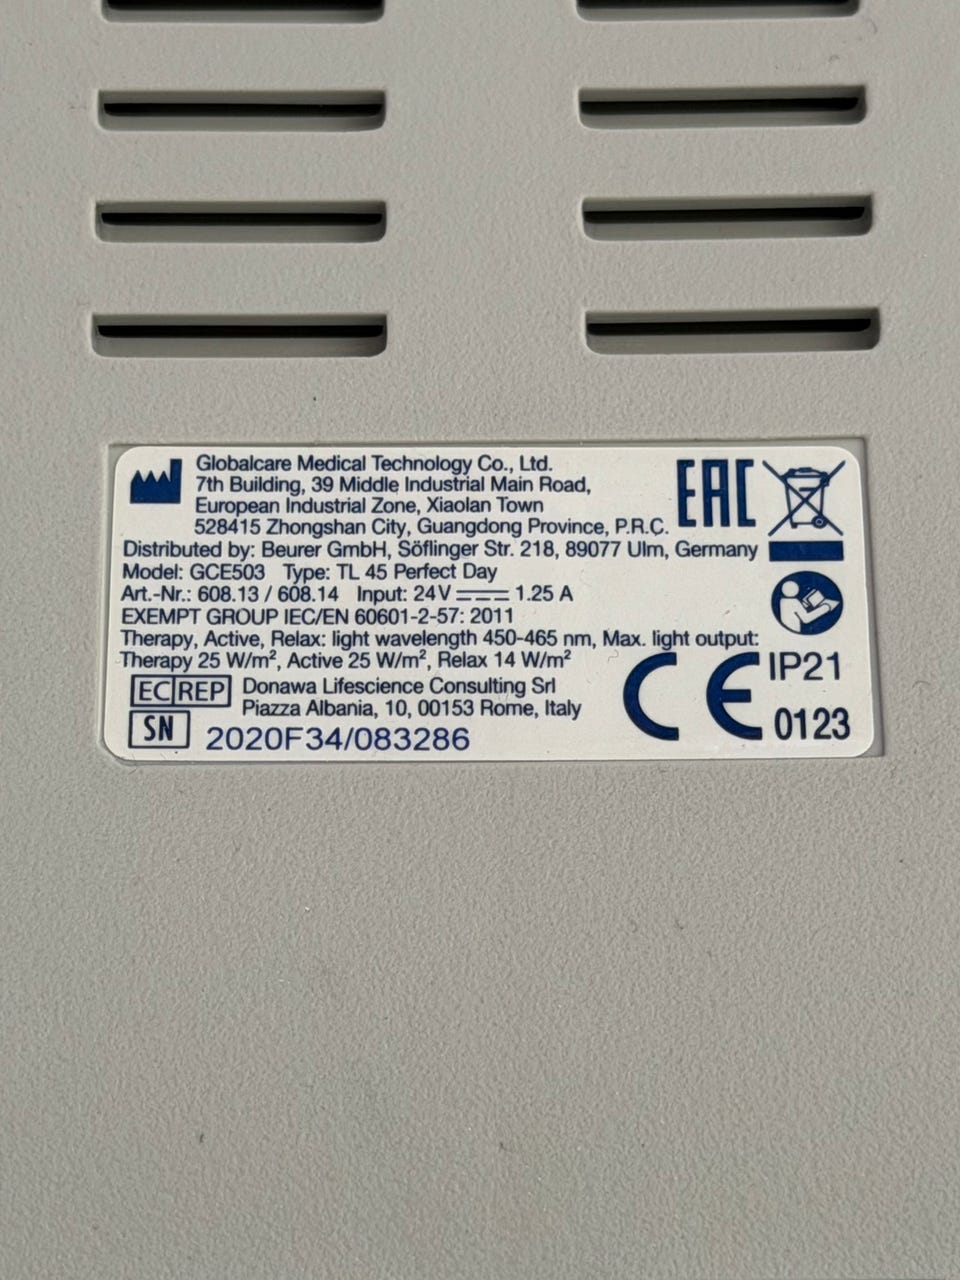 Globalcare Medical Technology Co., Ltd.
7th Building, 39 Middle Industrial Main Road,
European Industrial Zone, Xiaolan Town
528415 Zhongshan City, Guangdong Province, P.R.C.
EAC
Distributed by: Beurer GmbH, Söflinger Str. 218, 89077 Ulm, Germany
Model: GCE503 Type: TL 45 Perfect Day
Art.-Nr.: 608.13 / 608.14 Input: 24V 1.25 A
EXEMPT GROUP IEC/EN 60601-2-57: 2011
Therapy, Active, Relax: light wavelength 450-465 nm, Max. light output:
Therapy 25 W/m², Active 25 W/m², Relax 14 W/m²
EC REP Donawa Lifescience Consulting Srl
Piazza Albania, 10, 00153 Rome, Italy
SN 2020F34/083286
CE
IP21
0123